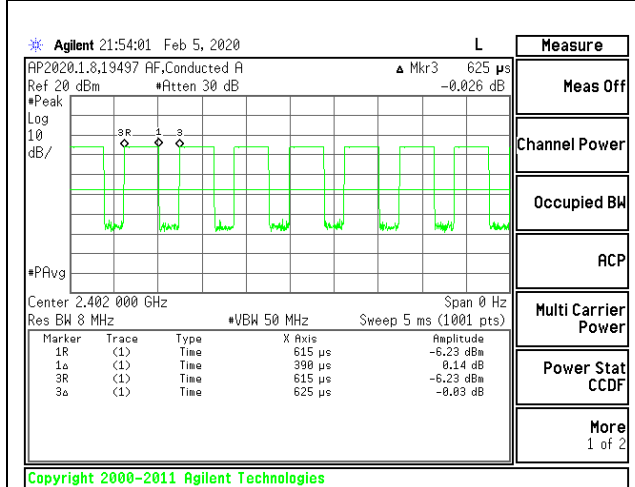 Agilent 21:54:01 Feb 5, 2020 L
Measure
AP2020.1.8,19497 AF,Conducted A Δ Mkr3 625 µs
Ref 20 dBm #Atten 30 dB -0.026 dB
Meas Off
#Peak
Log
10
dB/
3R 1 3
Channel Power
Occupied BW
ACP
#PAvg
Center 2.402 000 GHz Span 0 Hz
Res BW 8 MHz #VBW 50 MHz Sweep 5 ms (1001 pts)
Multi Carrier
Power
Marker Trace Type X Axis Amplitude
1R (1) Time 615 µs -6.23 dBm
1Δ (1) Time 390 µs 0.14 dB
3R (1) Time 615 µs -6.23 dBm
3Δ (1) Time 625 µs -0.03 dB
Power Stat
CCDF
More
1 of 2
Copyright 2000-2011 Agilent Technologies